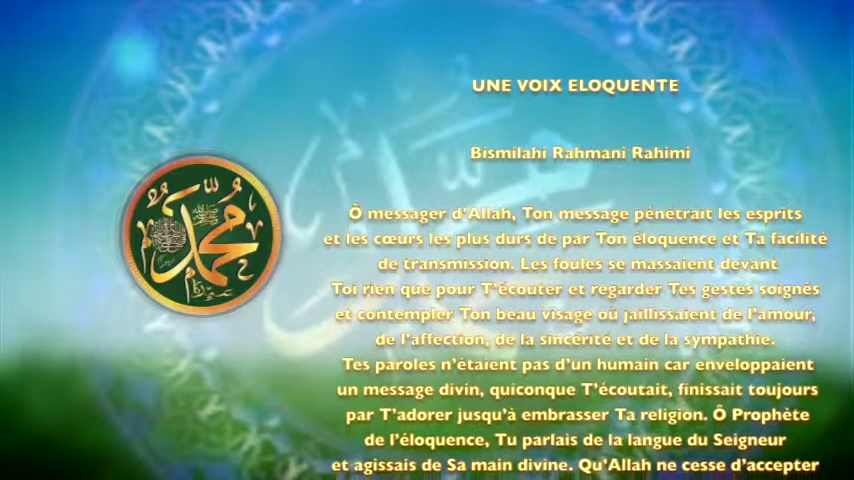 UNE VOIX ELOQUENTE
Bismilahi Rahmani Rahimi
محمد
Ô messager d'Allah, Ton message pénétrait les esprits
et les cœurs les plus durs de par Ton éloquence et Ta facilité
de transmission. Les foules se massaient devant
Toi rien que pour T'écouter et regarder Tes gestes soignés
et contempler Ton beau visage où jaillissaient de l'amour,
de l'affection, de la sincérité et de la sympathie.
Tes paroles n'étaient pas d'un humain car enveloppaient
un message divin, quiconque T'écoutait, finissait toujours
par T'adorer jusqu'à embrasser Ta religion. Ô Prophète
de l'éloquence, Tu parlais de la langue du Seigneur
et agissais de Sa main divine. Qu'Allah ne cesse d'accepter